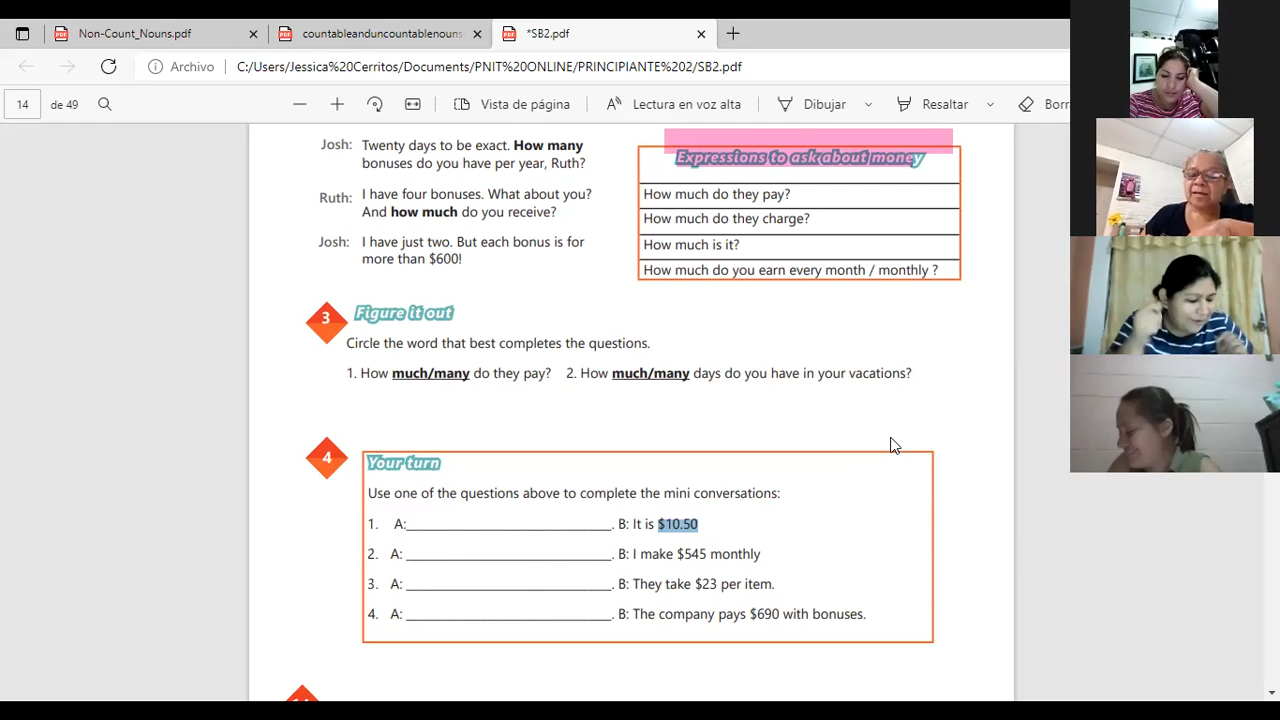 Non-Count_Nouns.pdf
countableanduncountablenouns
*SB2.pdf
Archivo
C:/Users/Jessica%20Cerritos/Documents/PNIT%20ONLINE/PRINCIPIANTE%202/SB2.pdf
14
de 49
Vista de página
Lectura en voz alta
Dibujar
Resaltar
Borr
Josh: Twenty days to be exact. How many
bonuses do you have per year, Ruth?
Ruth: I have four bonuses. What about you?
And how much do you receive?
Josh: I have just two. But each bonus is for
more than $600!
Expressions to ask about money
How much do they pay?
How much do they charge?
How much is it?
How much do you earn every month / monthly ?
3 Figure it out
Circle the word that best completes the questions.
1. How much/many do they pay? 2. How much/many days do you have in your vacations?
4 Your turn
Use one of the questions above to complete the mini conversations:
1. A:____________________________. B: It is $10.50
2. A: ____________________________. B: I make $545 monthly
3. A: ____________________________. B: They take $23 per item.
4. A: ____________________________. B: The company pays $690 with bonuses.